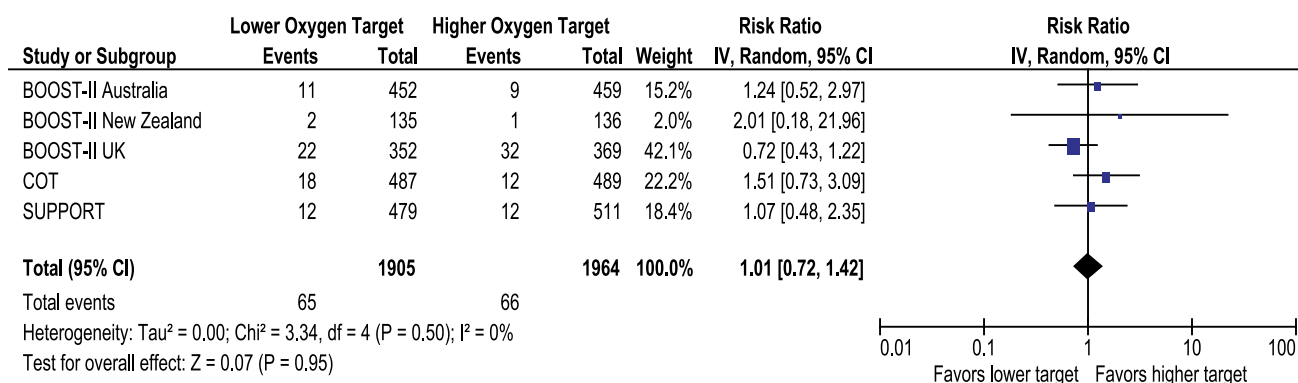 Lower Oxygen Target Higher Oxygen Target Risk Ratio Risk Ratio
Study or Subgroup Events Total Events Total Weight IV, Random, 95% CI IV, Random, 95% CI
BOOST-II Australia 11 452 9 459 15.2% 1.24 [0.52, 2.97]
BOOST-II New Zealand 2 135 1 136 2.0% 2.01 [0.18, 21.96]
BOOST-II UK 22 352 32 369 42.1% 0.72 [0.43, 1.22]
COT 18 487 12 489 22.2% 1.51 [0.73, 3.09]
SUPPORT 12 479 12 511 18.4% 1.07 [0.48, 2.35]
Total (95% CI) 1905 1964 100.0% 1.01 [0.72, 1.42]
Total events 65 66
Heterogeneity: Tau² = 0.00; Chi² = 3.34, df = 4 (P = 0.50); I² = 0%
Test for overall effect: Z = 0.07 (P = 0.95)
0.01 0.1 1 10 100
Favors lower target Favors higher target